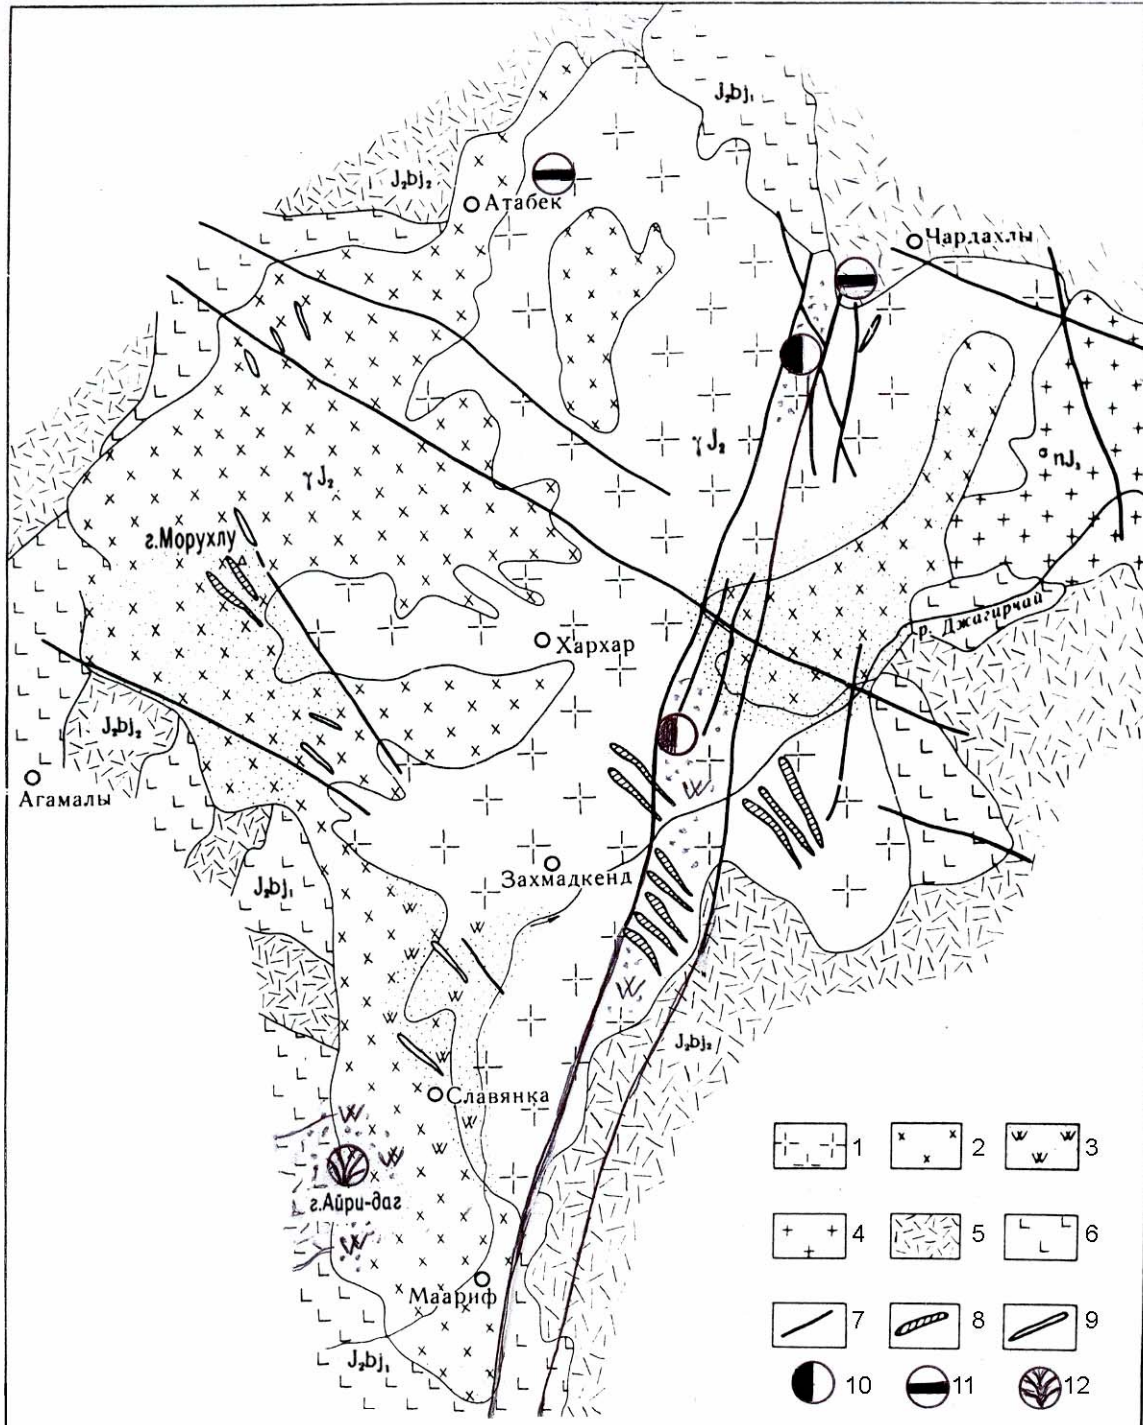 J₂bj₁
J₂bj₂
Атабек
Чардахлы
γJ₂
nJ₃
γJ₂
г.Морухлу
р. Джагирчай
Хархар
J₂bj₂
Агамалы
Захмадкенд
J₂bj₁
J₂bj₂
Славянка
г.Айри-даг
Маариф
J₂bj₁
1 2 3
4 5 6
7 8 9
10 11 12